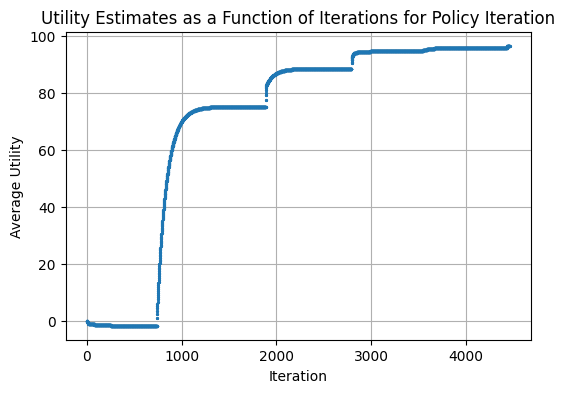 Utility Estimates as a Function of Iterations for Policy Iteration
100
80
60
40
20
0
Average Utility
0 1000 2000 3000 4000
Iteration